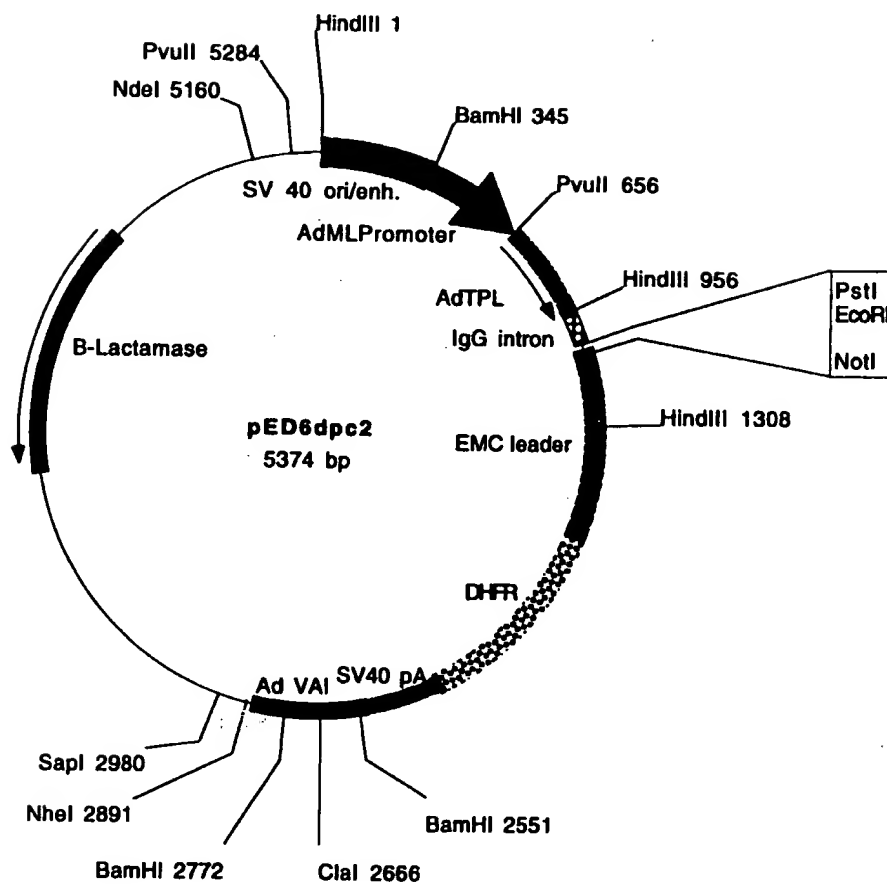 HindIII 1
PvuII 5284
NdeI 5160
BamHI 345
SV 40 ori/enh.
PvuII 656
AdMLPromoter
HindIII 956
AdTPL
PstI
EcoRI
IgG intron
NotI
B-Lactamase
HindIII 1308
pED6dpc2
EMC leader
5374 bp
DHFR
SV40 pA
Ad VAI
SapI 2980
NheI 2891
BamHI 2551
BamHI 2772
ClaI 2666